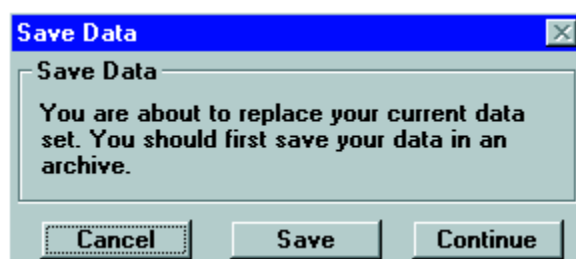 Save Data
Save Data
You are about to replace your current data
set. You should first save your data in an
archive.
Cancel Save Continue